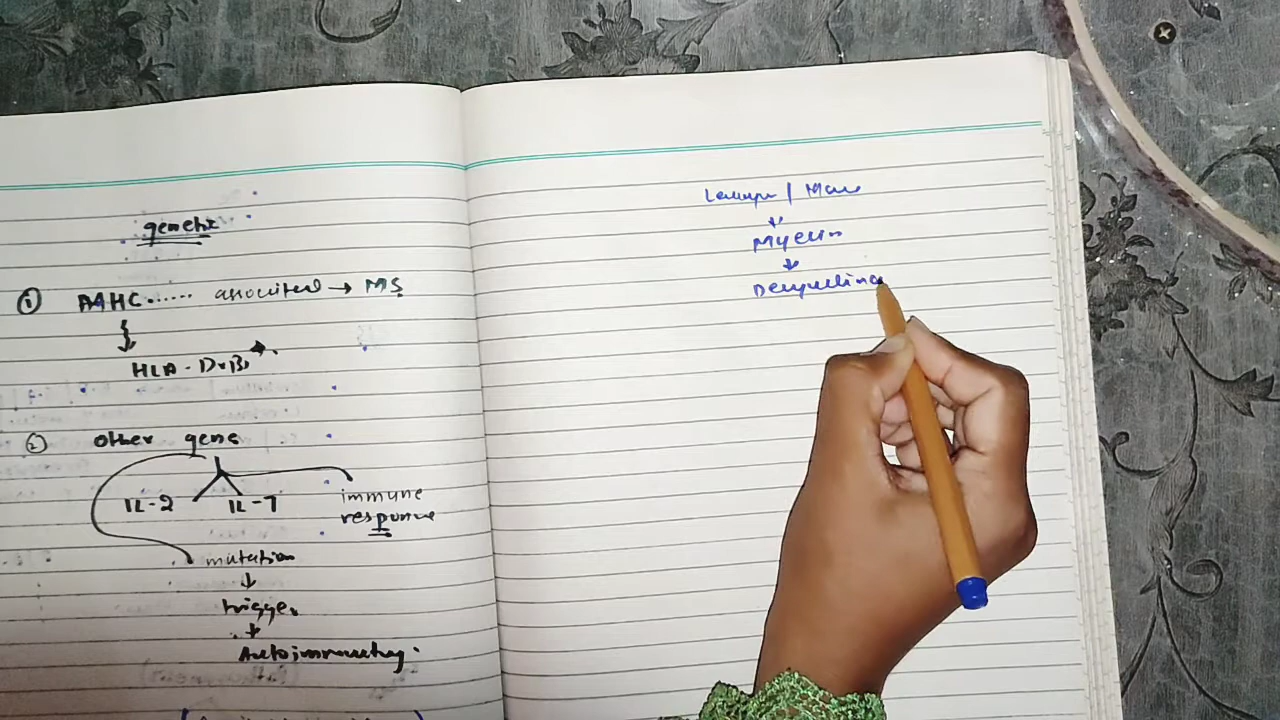 genetic
① MHC...... associated → MS
HLA-DrB1
② Other gene
IL-2 IL-7
immune
response
mutation
↓
trigger
↓
Autoimmunity
Myelin
↓
Demyelina